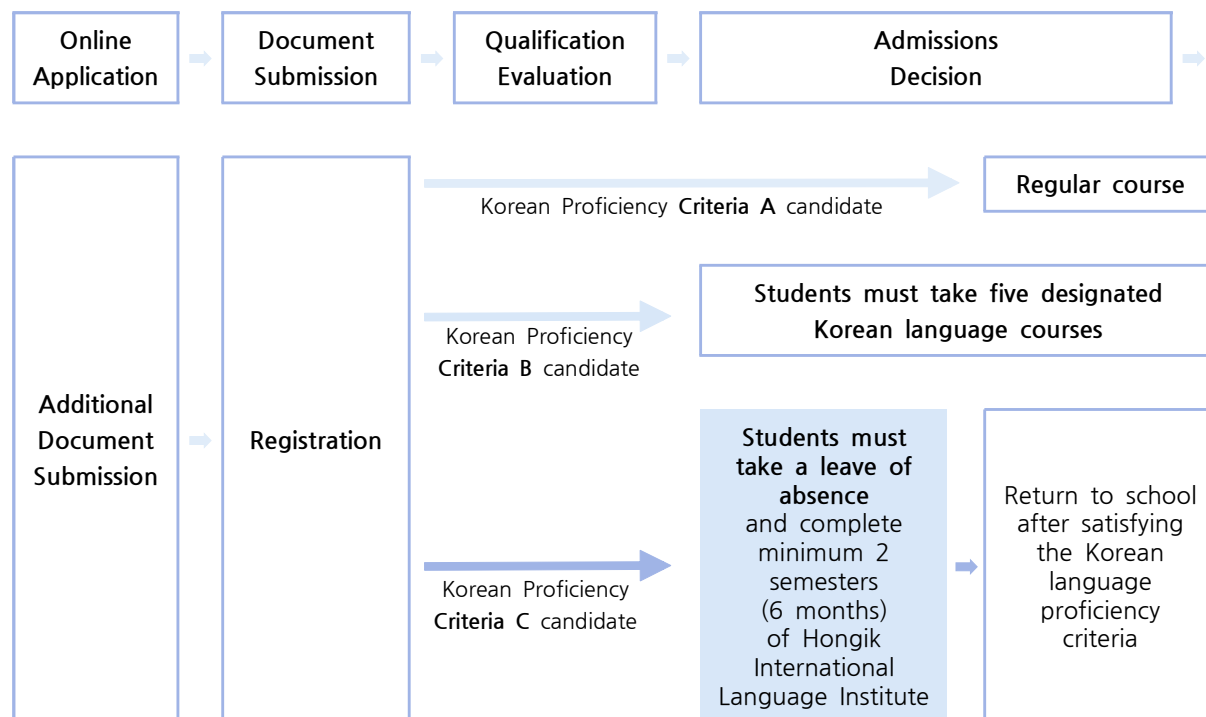 Online
Application
Document
Submission
Qualification
Evaluation
Admissions
Decision
Additional
Document
Submission
Registration
Korean Proficiency Criteria A candidate
Regular course
Korean Proficiency
Criteria B candidate
Students must take five designated
Korean language courses
Korean Proficiency
Criteria C candidate
Students must
take a leave of
absence
and complete
minimum 2
semesters
(6 months)
of Hongik
International
Language Institute
Return to school
after satisfying
the Korean
language
proficiency
criteria